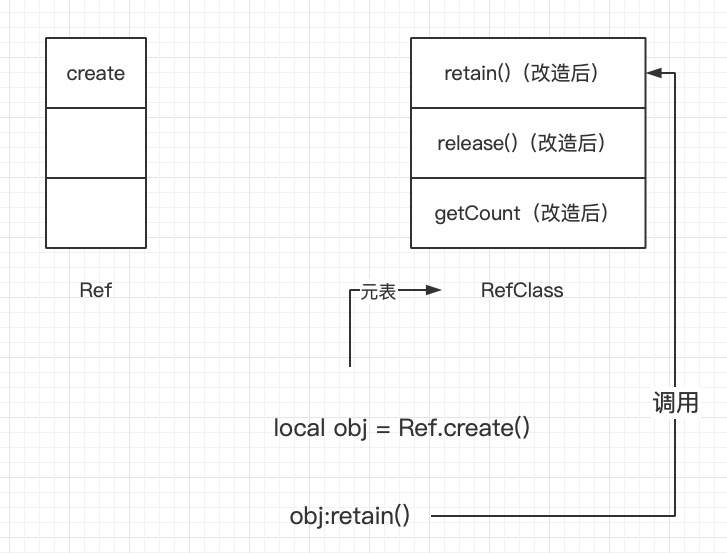 create
retain()（改造后）
release()（改造后）
getCount（改造后）
Ref
元表
RefClass
调用
local obj = Ref.create()
obj:retain()